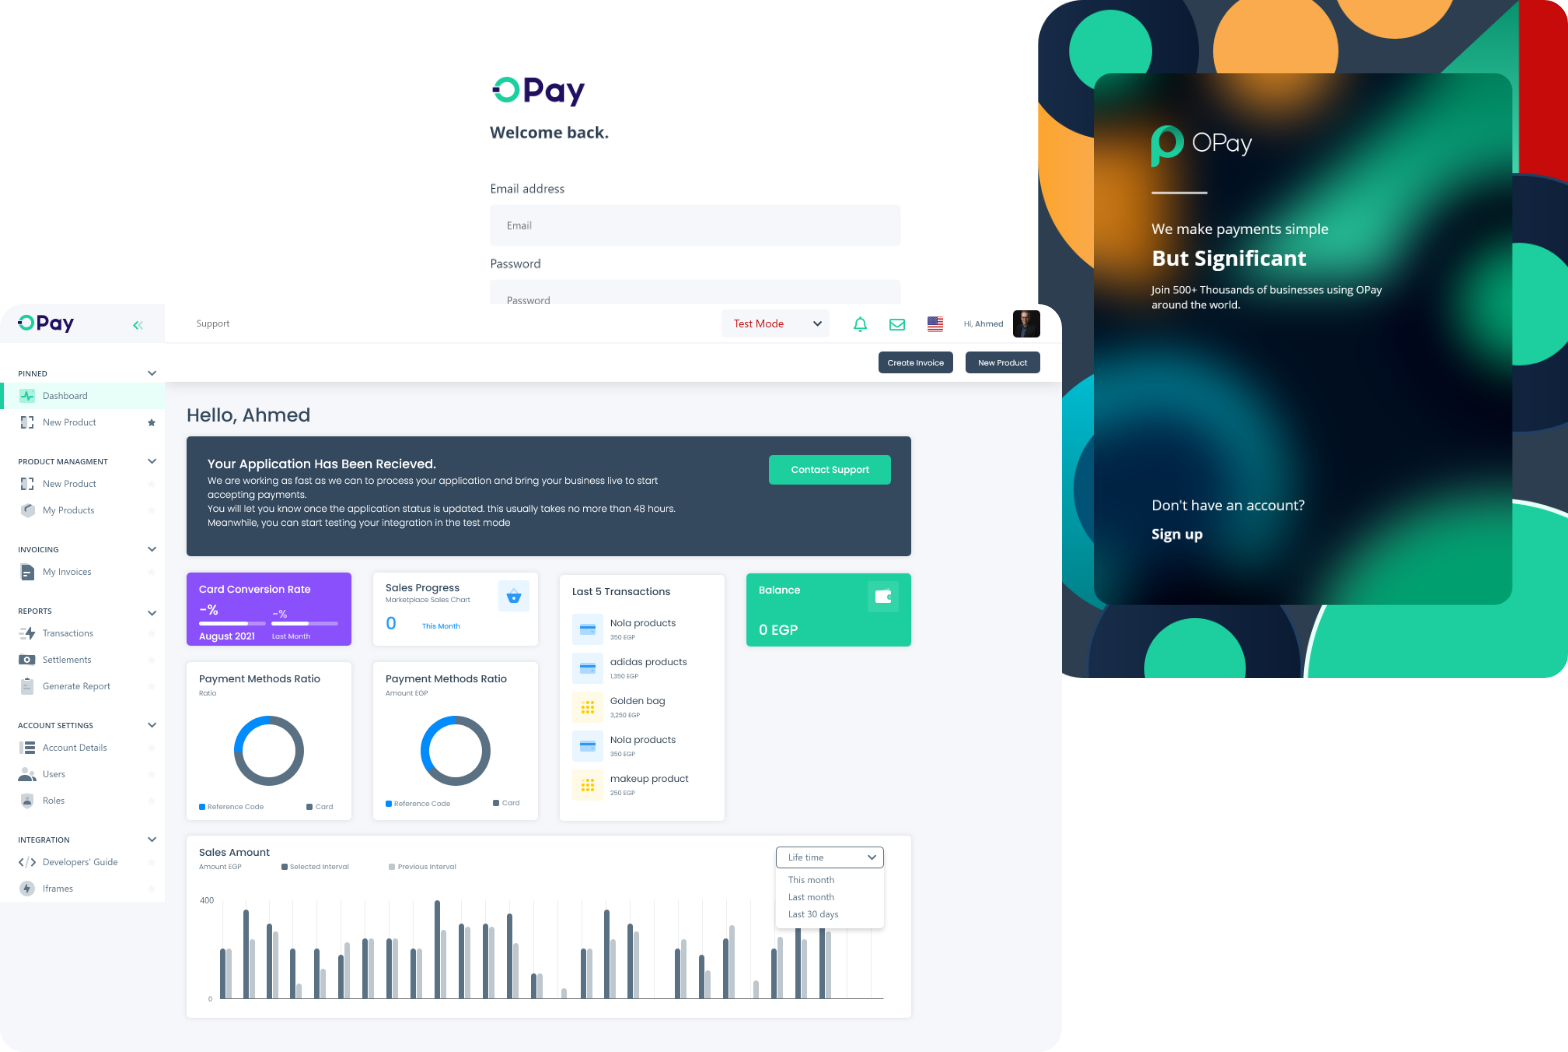 OPay
Welcome back.
Email address
Email
Password
Password
OPay
We make payments simple
But Significant
Join 500+ Thousands of businesses using OPay
around the world.
Don't have an account?
Sign up
OPay
Support
Test Mode
Hi, Ahmed
Create Invoice
New Product
PINNED
Dashboard
New Product
PRODUCT MANAGMENT
New Product
My Products
INVOICING
My Invoices
REPORTS
Transactions
Settlements
Generate Report
ACCOUNT SETTINGS
Account Details
Users
Roles
INTEGRATION
Developers' Guide
Iframes
Hello, Ahmed
Your Application Has Been Recieved.
We are working as fast as we can to process your application and bring your business live to start
accepting payments.
You will let you know once the application status is updated. this usually takes no more than 48 hours.
Meanwhile, you can start testing your integration in the test mode
Contact Support
Card Conversion Rate
-%
-%
August 2021
Last Month
Sales Progress
Marketplace Sales Chart
0
This Month
Last 5 Transactions
Nola products
350 EGP
adidas products
1,350 EGP
Golden bag
3,250 EGP
Nola products
350 EGP
makeup product
250 EGP
Balance
0 EGP
Payment Methods Ratio
Ratio
Reference Code
Card
Payment Methods Ratio
Amount EGP
Reference Code
Card
Sales Amount
Amount EGP
Selected Interval
Previous Interval
Life time
This month
Last month
Last 30 days
400
0